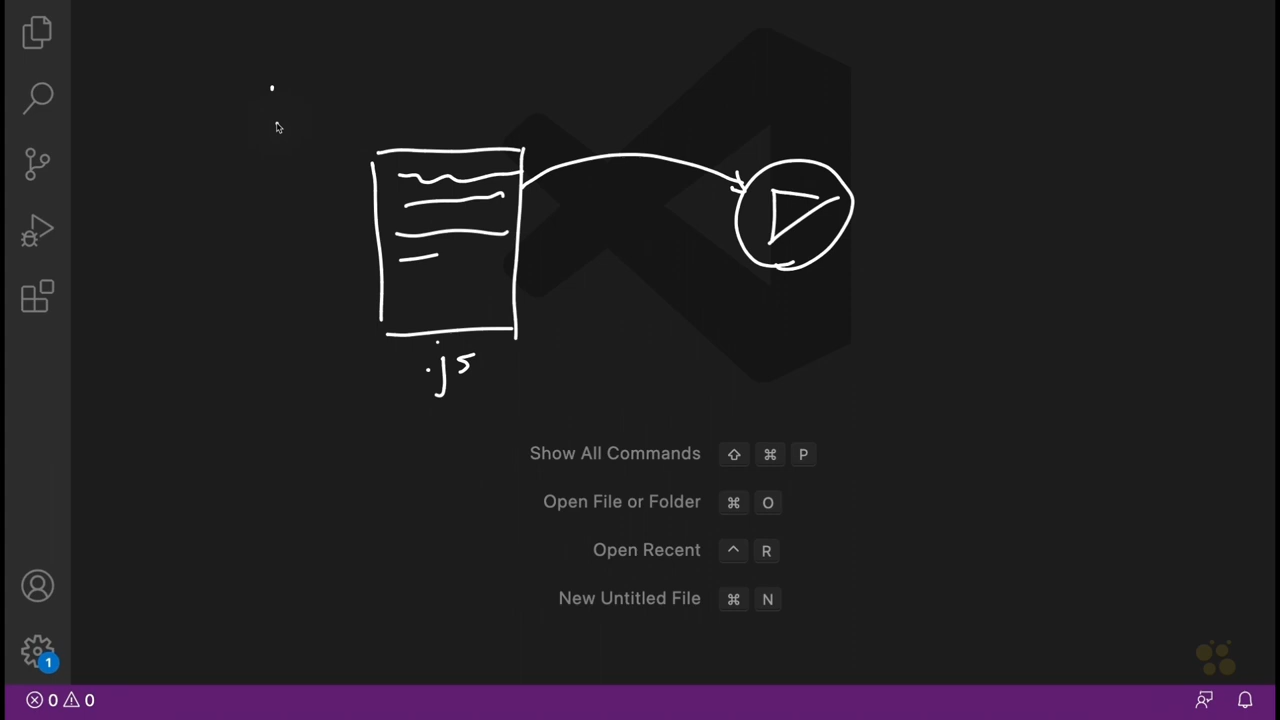 .js
Show All Commands ⇧ ⌘ P
Open File or Folder ⌘ O
Open Recent ^ R
New Untitled File ⌘ N
1
0 0